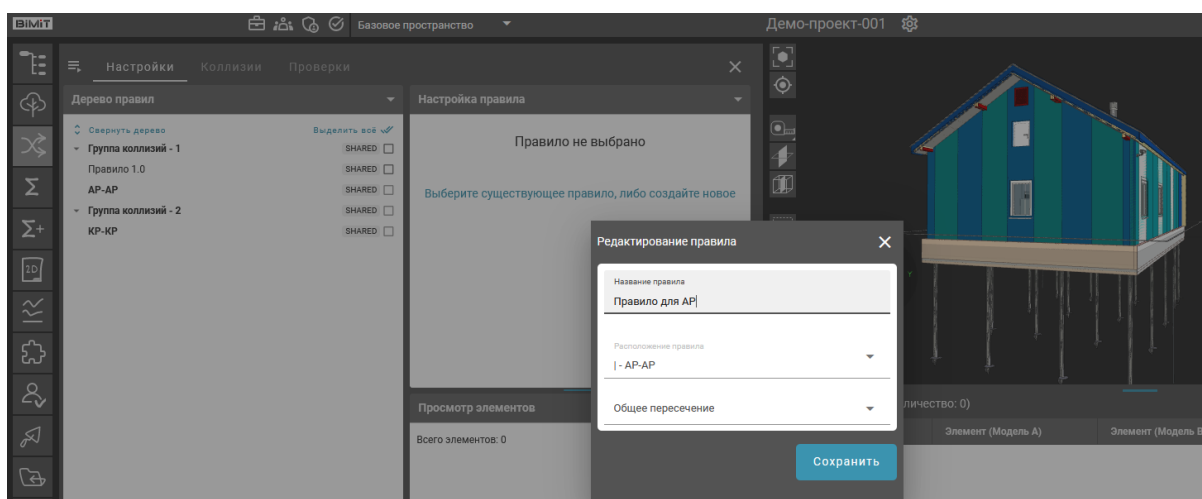 BIMiT
Базовое пространство
Демо-проект-001
Настройки Коллизии Проверки
Дерево правил
Настройка правила
Свернуть дерево Выделить всё
Группа коллизий - 1 SHARED
Правило 1.0 SHARED
АР-АР SHARED
Группа коллизий - 2 SHARED
КР-КР SHARED
Правило не выбрано
Выберите существующее правило, либо создайте новое
Редактирование правила
Название правила
Правило для АР
Расположение правила
| - АР-АР
Общее пересечение
Сохранить
Просмотр элементов
Всего элементов: 0
личество: 0)
Элемент (Модель A) Элемент (Модель B
2D